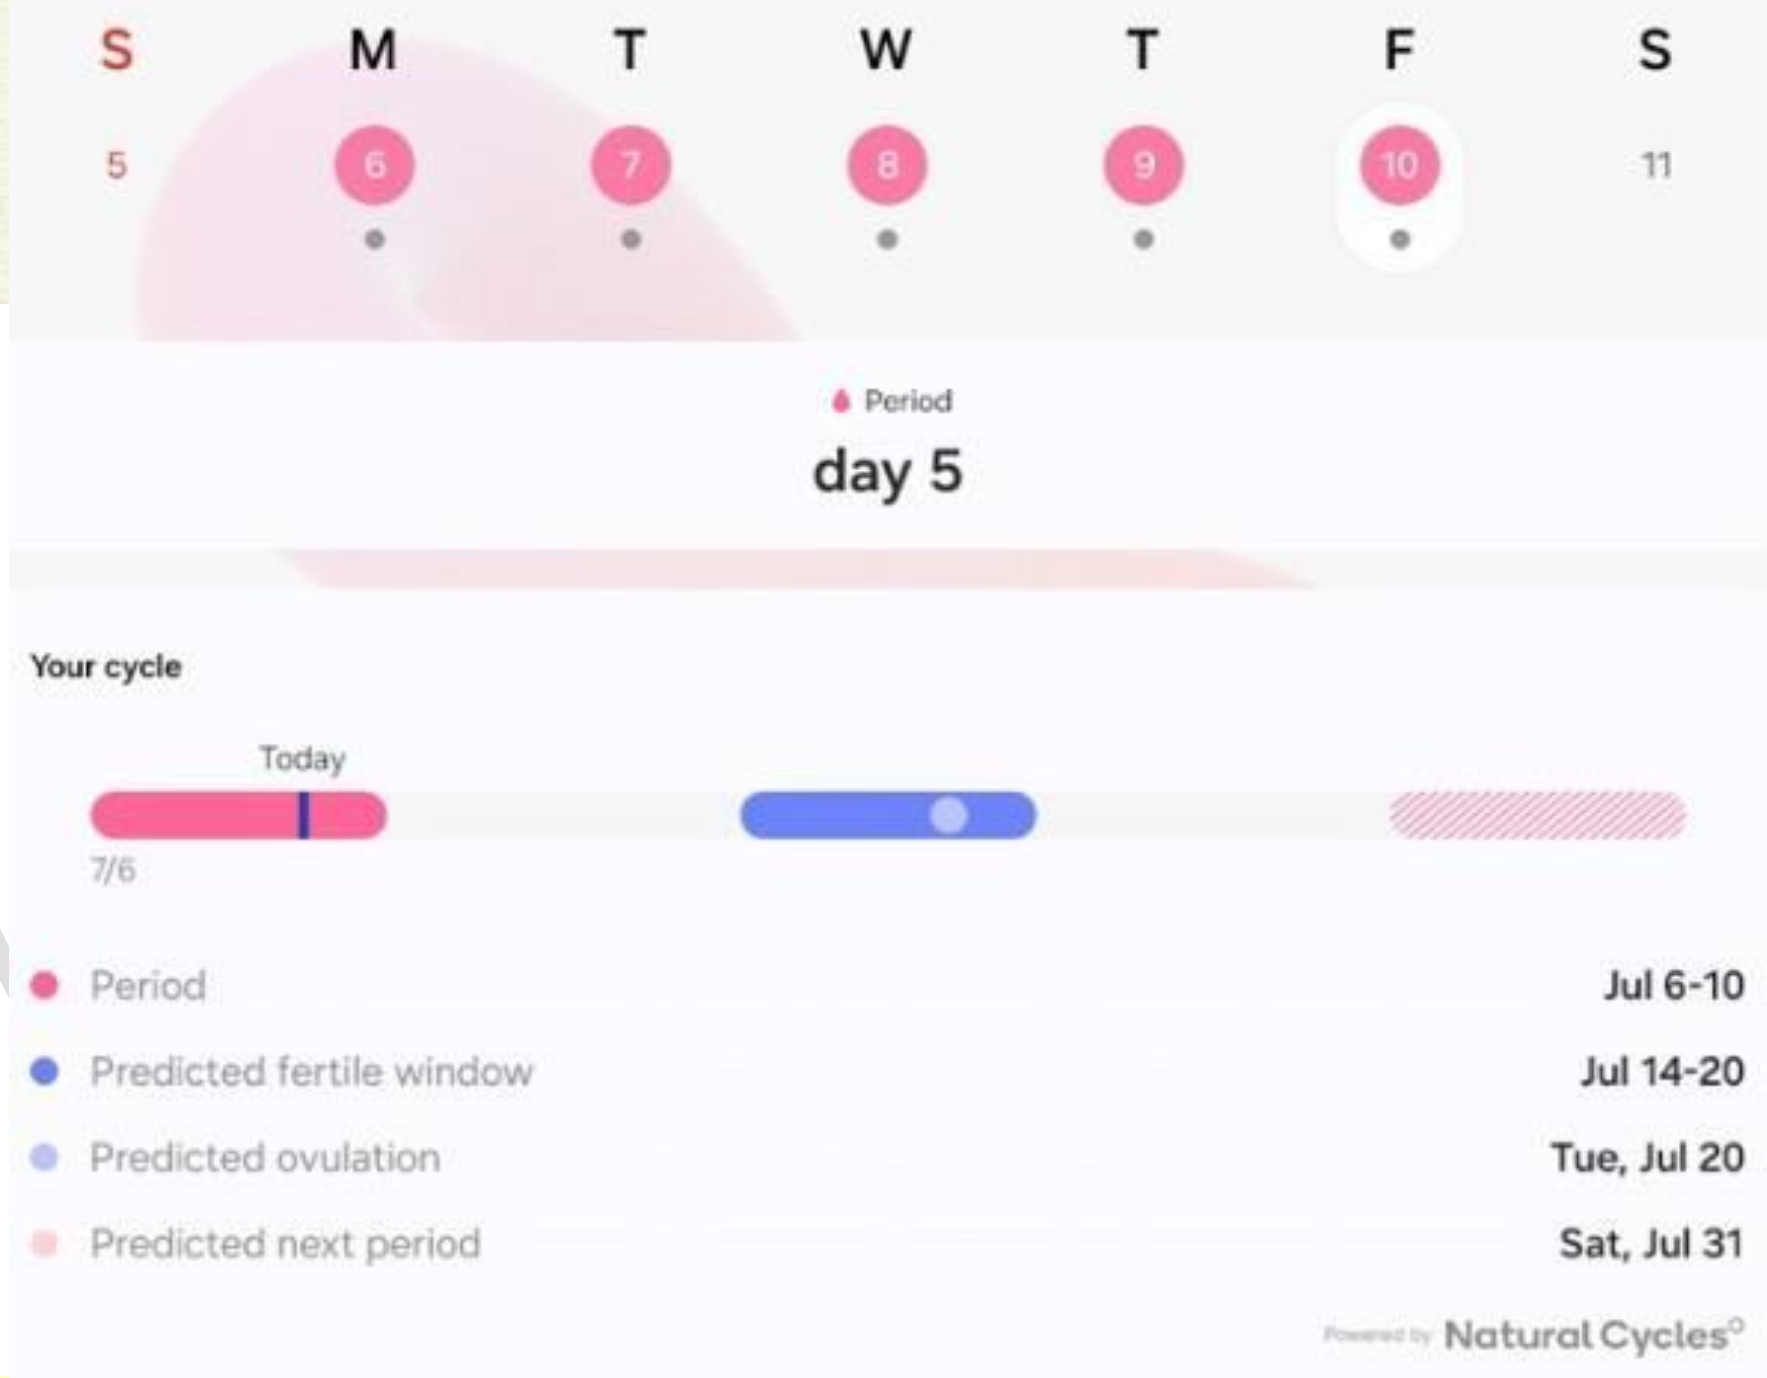 S M T W T F S
5 6 7 8 9 10 11
Period
day 5
Your cycle
Today
7/6
Period Jul 6-10
Predicted fertile window Jul 14-20
Predicted ovulation Tue, Jul 20
Predicted next period Sat, Jul 31
Powered by Natural Cycles°